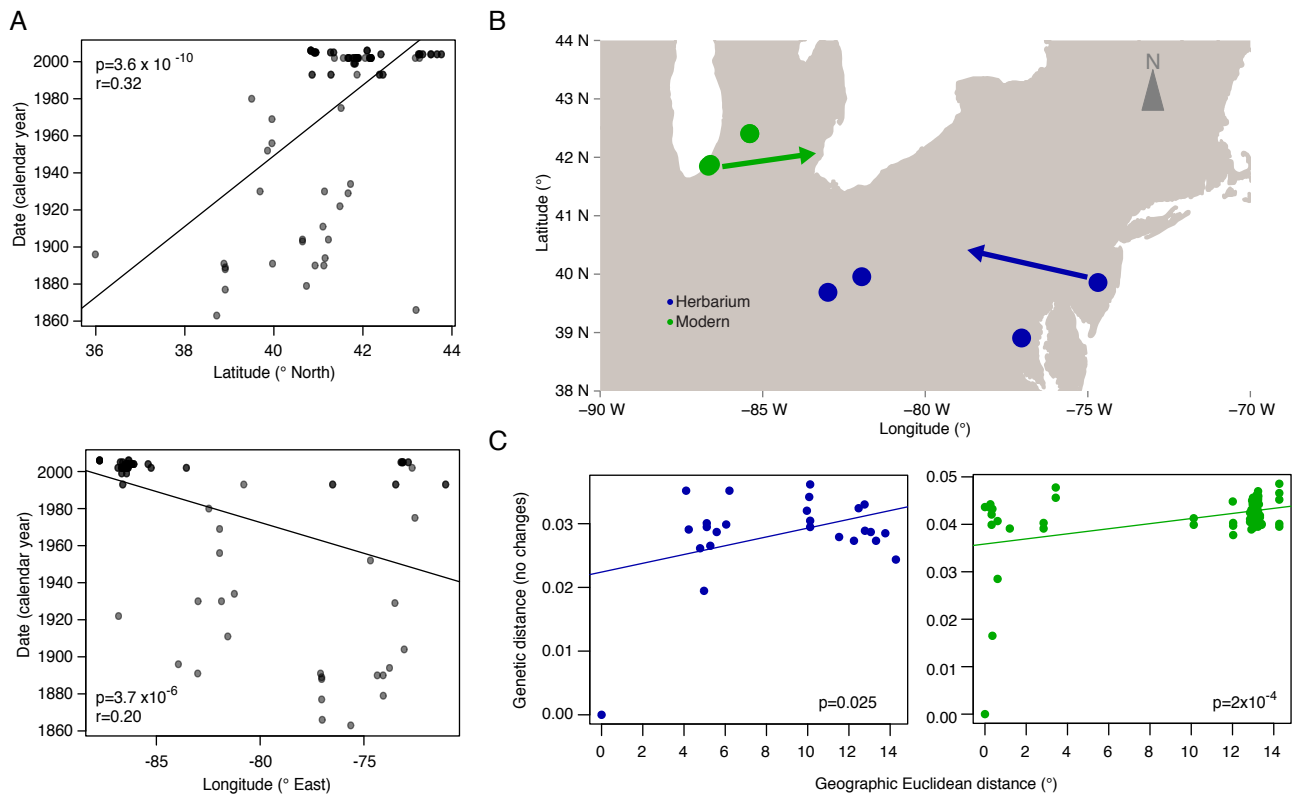 A
Date (calendar year)
2000
1980
1960
1940
1920
1900
1880
1860
p=3.6 x 10 -10
r=0.32
36
38
40
42
44
Latitude (° North)
B
Latitude (°)
44 N
43 N
42 N
41 N
40 N
39 N
38 N
N
Herbarium
Modern
−90 W
−85 W
−80 W
−75 W
−70 W
Longitude (°)
Date (calendar year)
2000
1980
1960
1940
1920
1900
1880
1860
p=3.7 x10-6
r=0.20
-85
-80
-75
Longitude (° East)
C
Genetic distance (no changes)
0.03
0.02
0.01
0.00
p=0.025
0 2 4 6 8 10 12 14
0.05
0.04
0.03
0.02
0.01
0.00
p=2x10-4
0 2 4 6 8 10 12 14
Geographic Euclidean distance (°)